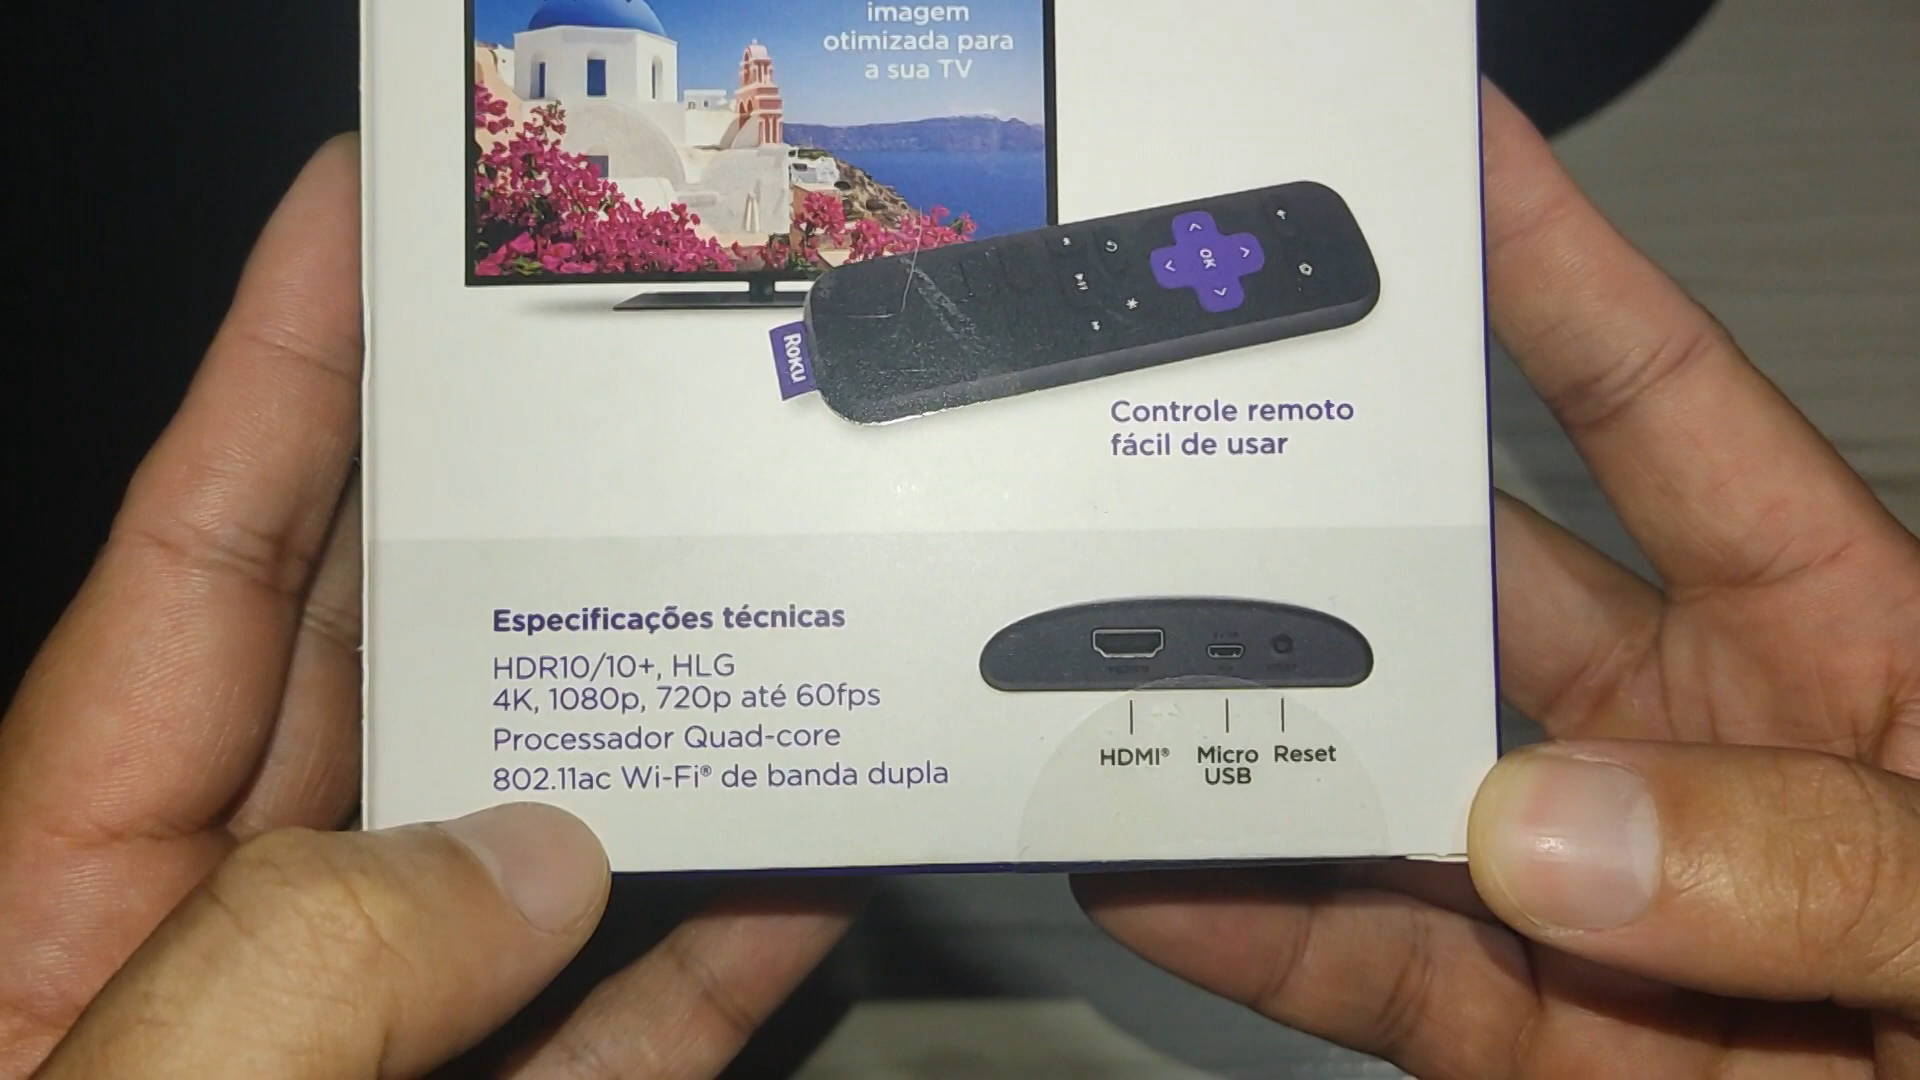 imagem
otimizada para
a sua TV
OK
Roku
Controle remoto
fácil de usar
Especificações técnicas
HDR10/10+, HLG
4K, 1080p, 720p até 60fps
Processador Quad-core
802.11ac Wi-Fi® de banda dupla
HDMI® Micro USB Reset